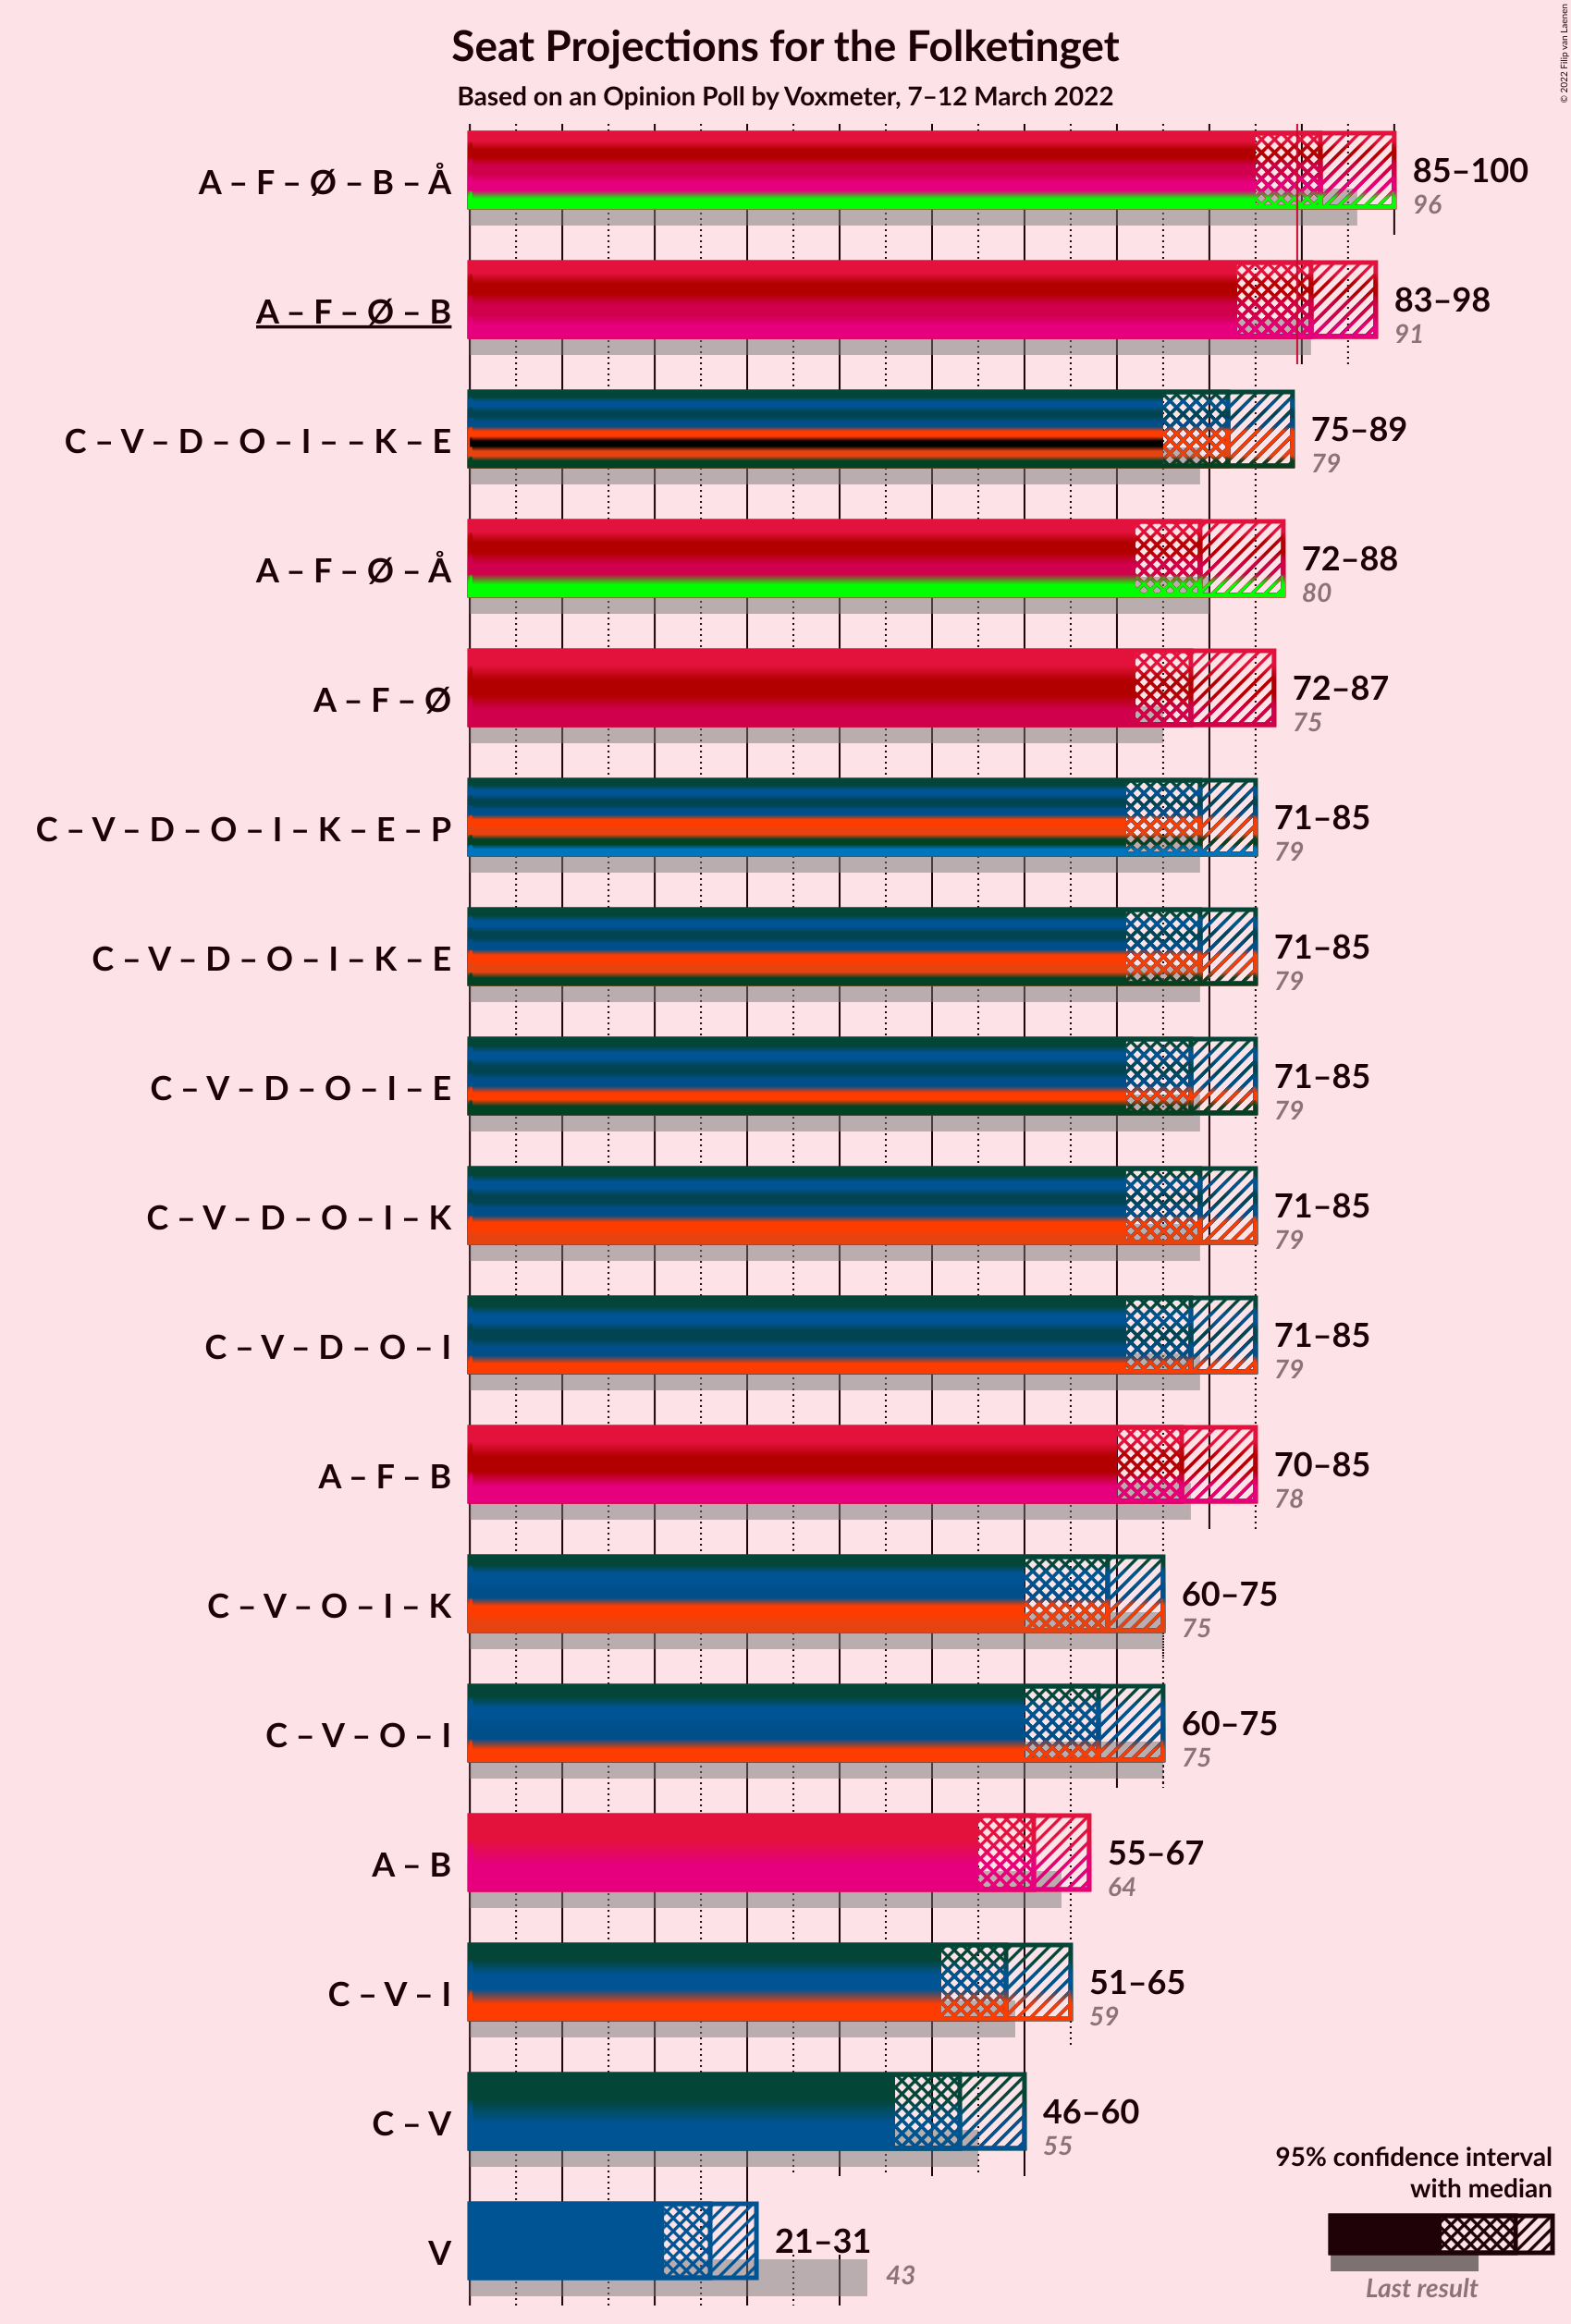 Seat Projections for the Folketinget
Based on an Opinion Poll by Voxmeter, 7–12 March 2022
© 2022 Filip van Laenen
A – F – Ø – B – Å
85–100
96
A – F – Ø – B
83–98
91
C – V – D – O – I – – K – E
75–89
79
A – F – Ø – Å
72–88
80
A – F – Ø
72–87
75
C – V – D – O – I – K – E – P
71–85
79
C – V – D – O – I – K – E
71–85
79
C – V – D – O – I – E
71–85
79
C – V – D – O – I – K
71–85
79
C – V – D – O – I
71–85
79
A – F – B
70–85
78
C – V – O – I – K
60–75
75
C – V – O – I
60–75
75
A – B
55–67
64
C – V – I
51–65
59
C – V
46–60
55
V
21–31
43
95% confidence interval
with median
Last result